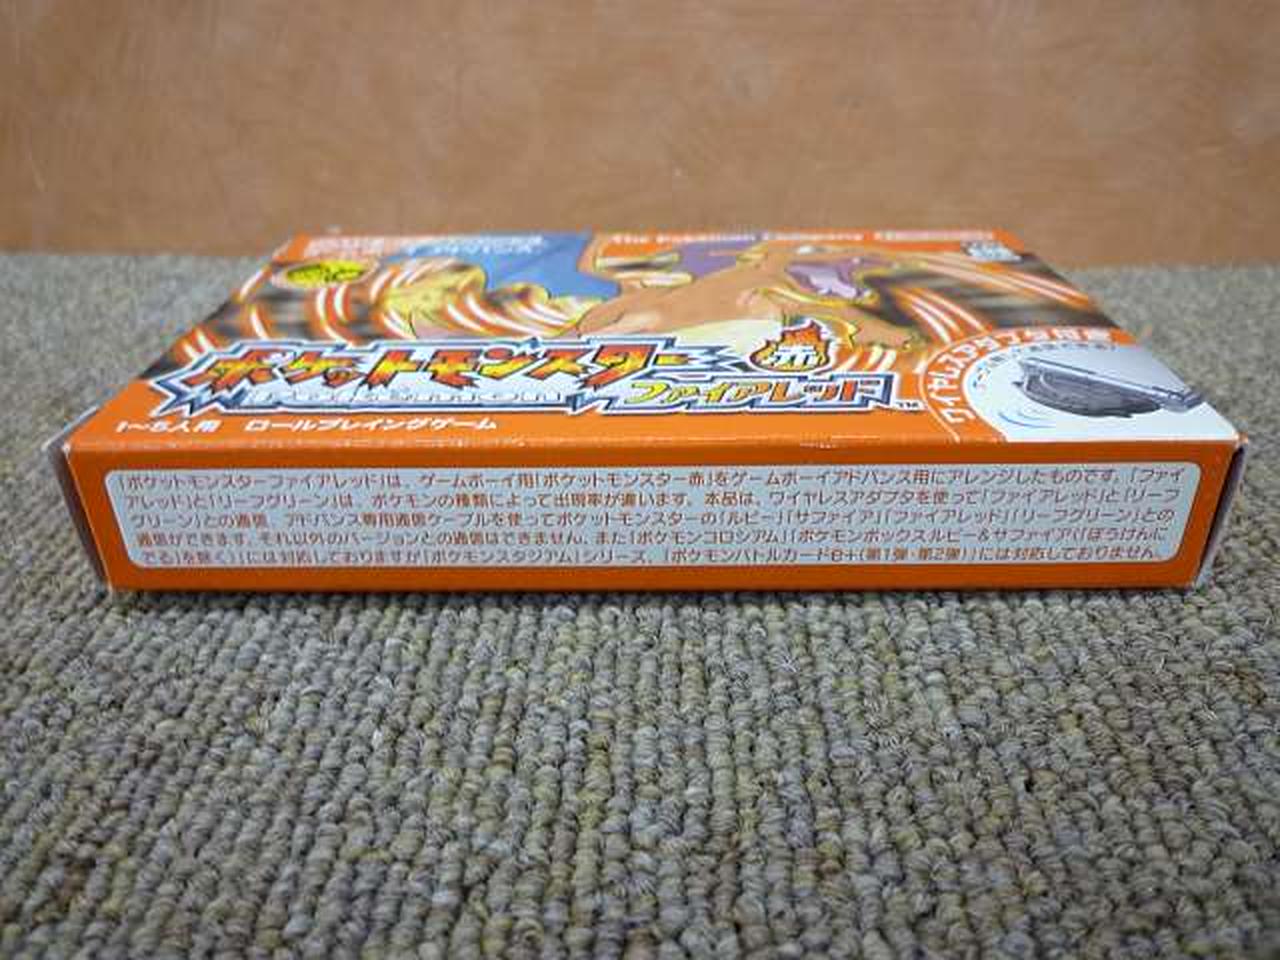 The Pokémon Company
ポケットモンスター
赤
POKéMON
ファイアレッド
TM
ワイヤレスアダプタ同梱
1～5人用 ロールプレイングゲーム
「ポケットモンスターファイアレッド」は、ゲームボーイ用「ポケットモンスター赤」をゲームボーイアドバンス用にアレンジしたものです。「ファイ
アレッド」と「リーフグリーン」は、ポケモンの種類によって出現率が違います。本品は、ワイヤレスアダプタを使って「ファイアレッド」と「リーフ
グリーン」との通信、アドバンス専用通信ケーブルを使ってポケットモンスターの「ルビー」「サファイア」「ファイアレッド」「リーフグリーン」との
通信ができます。それ以外のバージョンとの通信はできません。また「ポケモンコロシアム」「ポケモンボックスルビー&サファイア(「ぼうけんに
でる」を除く)」には対応しておりますが「ポケモンスタジアム」シリーズ、「ポケモンバトルカードe+(第1弾・第2弾)」には対応しておりません。